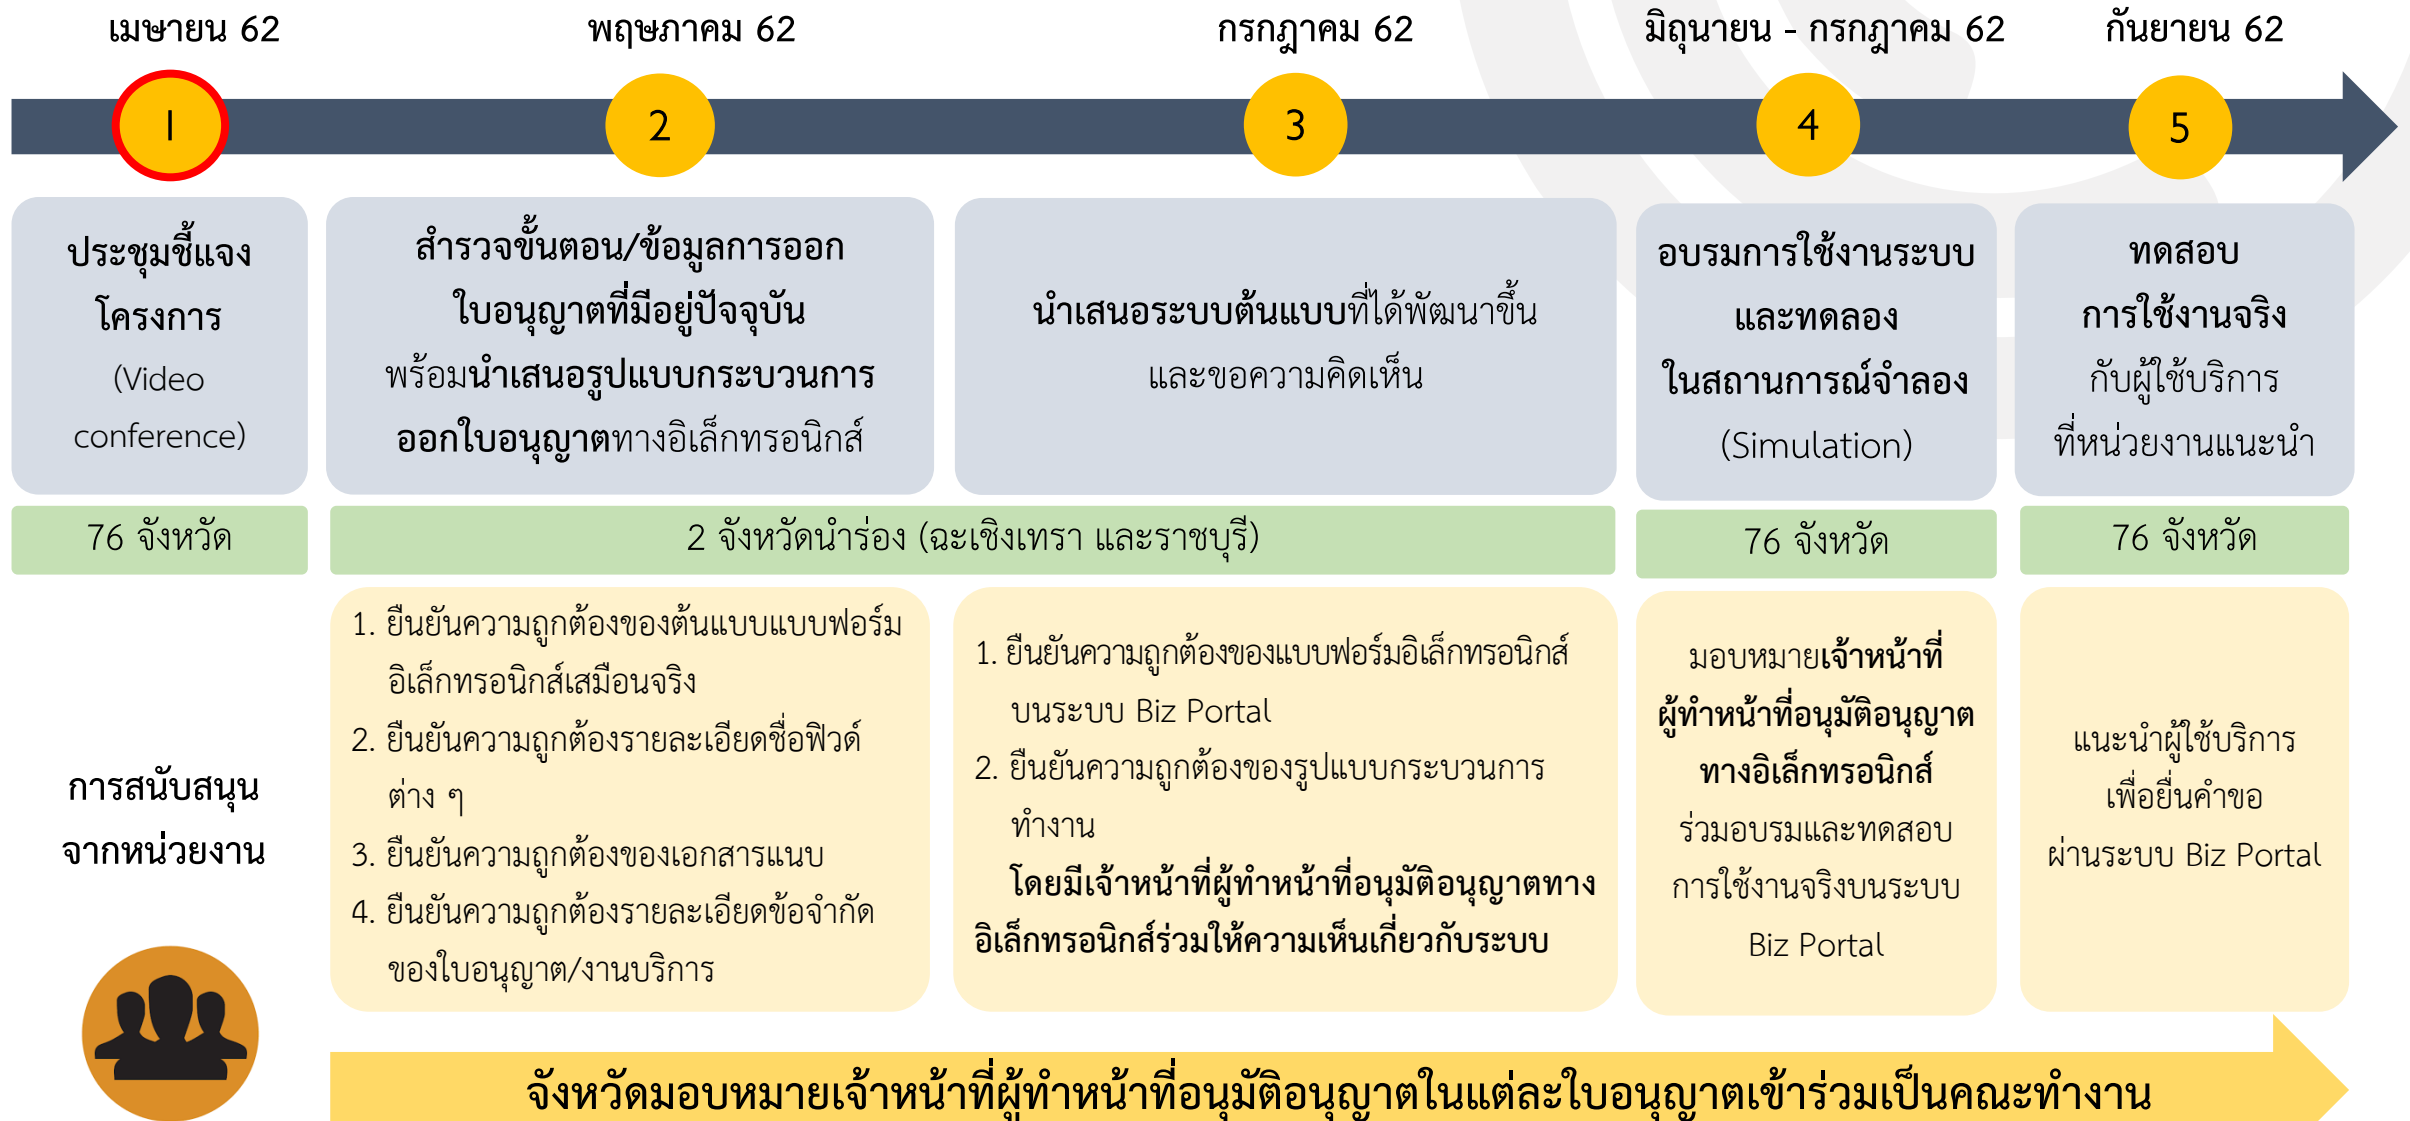 เมษายน 62
พฤษภาคม 62
กรกฎาคม 62
มิถุนายน - กรกฎาคม 62
กันยายน 62
1
2
3
4
5
ประชุมชี้แจง
โครงการ
(Video
conference)
สำรวจขั้นตอน/ข้อมูลการออก
ใบอนุญาตที่มีอยู่ปัจจุบัน
พร้อมนำเสนอรูปแบบกระบวนการ
ออกใบอนุญาตทางอิเล็กทรอนิกส์
นำเสนอระบบต้นแบบที่ได้พัฒนาขึ้น
และขอความคิดเห็น
อบรมการใช้งานระบบ
และทดลอง
ในสถานการณ์จำลอง
(Simulation)
ทดสอบ
การใช้งานจริง
กับผู้ใช้บริการ
ที่หน่วยงานแนะนำ
76 จังหวัด
2 จังหวัดนำร่อง (ฉะเชิงเทรา และราชบุรี)
76 จังหวัด
76 จังหวัด
การสนับสนุน
จากหน่วยงาน
1. ยืนยันความถูกต้องของต้นแบบแบบฟอร์ม
อิเล็กทรอนิกส์เสมือนจริง
2. ยืนยันความถูกต้องรายละเอียดชื่อฟิวด์
ต่าง ๆ
3. ยืนยันความถูกต้องของเอกสารแนบ
4. ยืนยันความถูกต้องรายละเอียดข้อจำกัด
ของใบอนุญาต/งานบริการ
1. ยืนยันความถูกต้องของแบบฟอร์มอิเล็กทรอนิกส์
บนระบบ Biz Portal
2. ยืนยันความถูกต้องของรูปแบบกระบวนการ
ทำงาน
โดยมีเจ้าหน้าที่ผู้ทำหน้าที่อนุมัติอนุญาตทาง
อิเล็กทรอนิกส์ร่วมให้ความเห็นเกี่ยวกับระบบ
มอบหมายเจ้าหน้าที่
ผู้ทำหน้าที่อนุมัติอนุญาต
ทางอิเล็กทรอนิกส์
ร่วมอบรมและทดสอบ
การใช้งานจริงบนระบบ
Biz Portal
แนะนำผู้ใช้บริการ
เพื่อยื่นคำขอ
ผ่านระบบ Biz Portal
จังหวัดมอบหมายเจ้าหน้าที่ผู้ทำหน้าที่อนุมัติอนุญาตในแต่ละใบอนุญาตเข้าร่วมเป็นคณะทำงาน